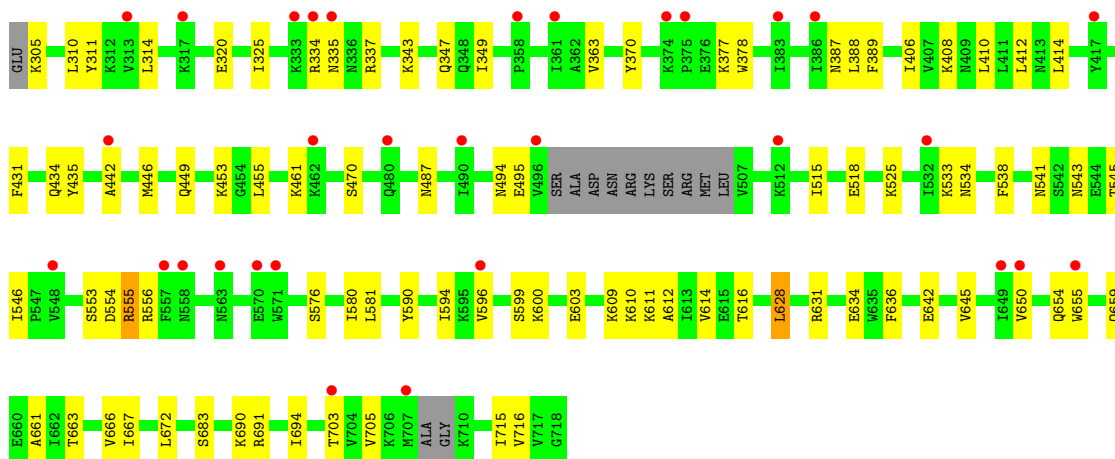 GLU K305 L310 Y311 K312 V313 L314 K317 E320 I325 K333 R334 N335 N336 R337 K343 Q347 Q348 I349 P358 I361 A362 V363 Y370 K374 P375 E376 K377 W378 I383 I386 N387 L388 F389 I406 V407 K408 N409 L410 L411 L412 N413 L414 Y417
F431 Q434 Y435 A442 M446 Q449 K453 G454 L455 K461 K462 S470 Q480 N487 I490 N494 E495 V496 SER ALA ASP ASN ARG LYS SER ARG MET LEU V507 K512 I515 E518 K525 I532 K533 N534 F538 N541 S542 N543 E544 T545
I546 P547 V548 S553 D554 R555 R556 F557 N558 N563 E570 W571 S576 I580 L581 Y590 I594 K595 V596 S599 K600 E603 K609 K610 K611 A612 I613 V614 E615 T616 L628 R631 E634 W635 F636 E642 V645 I649 V650 Q654 W655 Q659
E660 A661 I662 T663 V666 I667 L672 S683 K690 R691 I694 T703 V704 V705 K706 M707 ALA GLY K710 I715 V716 V717 G718